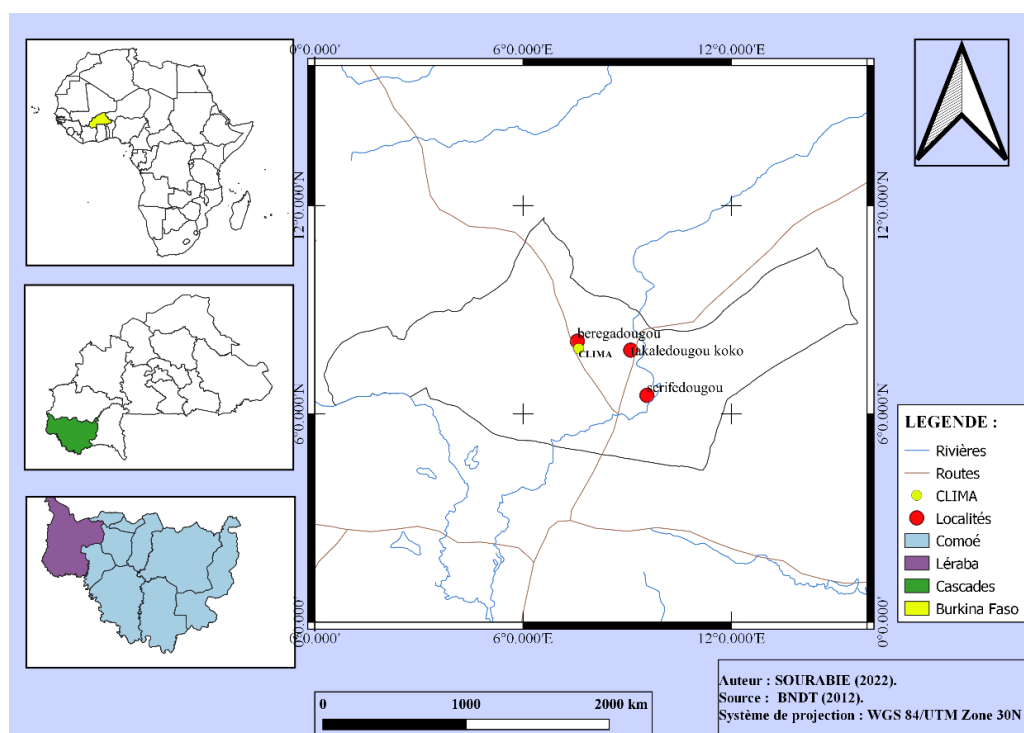 0°0.000' 6°0.000'E 12°0.000'E
12°0.000'N 12°0.000'N
beregadougou
CLIMA takaledougou koko
serifedougou
6°0.000'N 6°0.000'N
0°0.000' 0°0.000'
0°0.000' 6°0.000'E 12°0.000'E
LEGENDE :
Rivières
Routes
CLIMA
Localités
Comoé
Léraba
Cascades
Burkina Faso
0 1000 2000 km
Auteur : SOURABIE (2022).
Source : BNDT (2012).
Système de projection : WGS 84/UTM Zone 30N